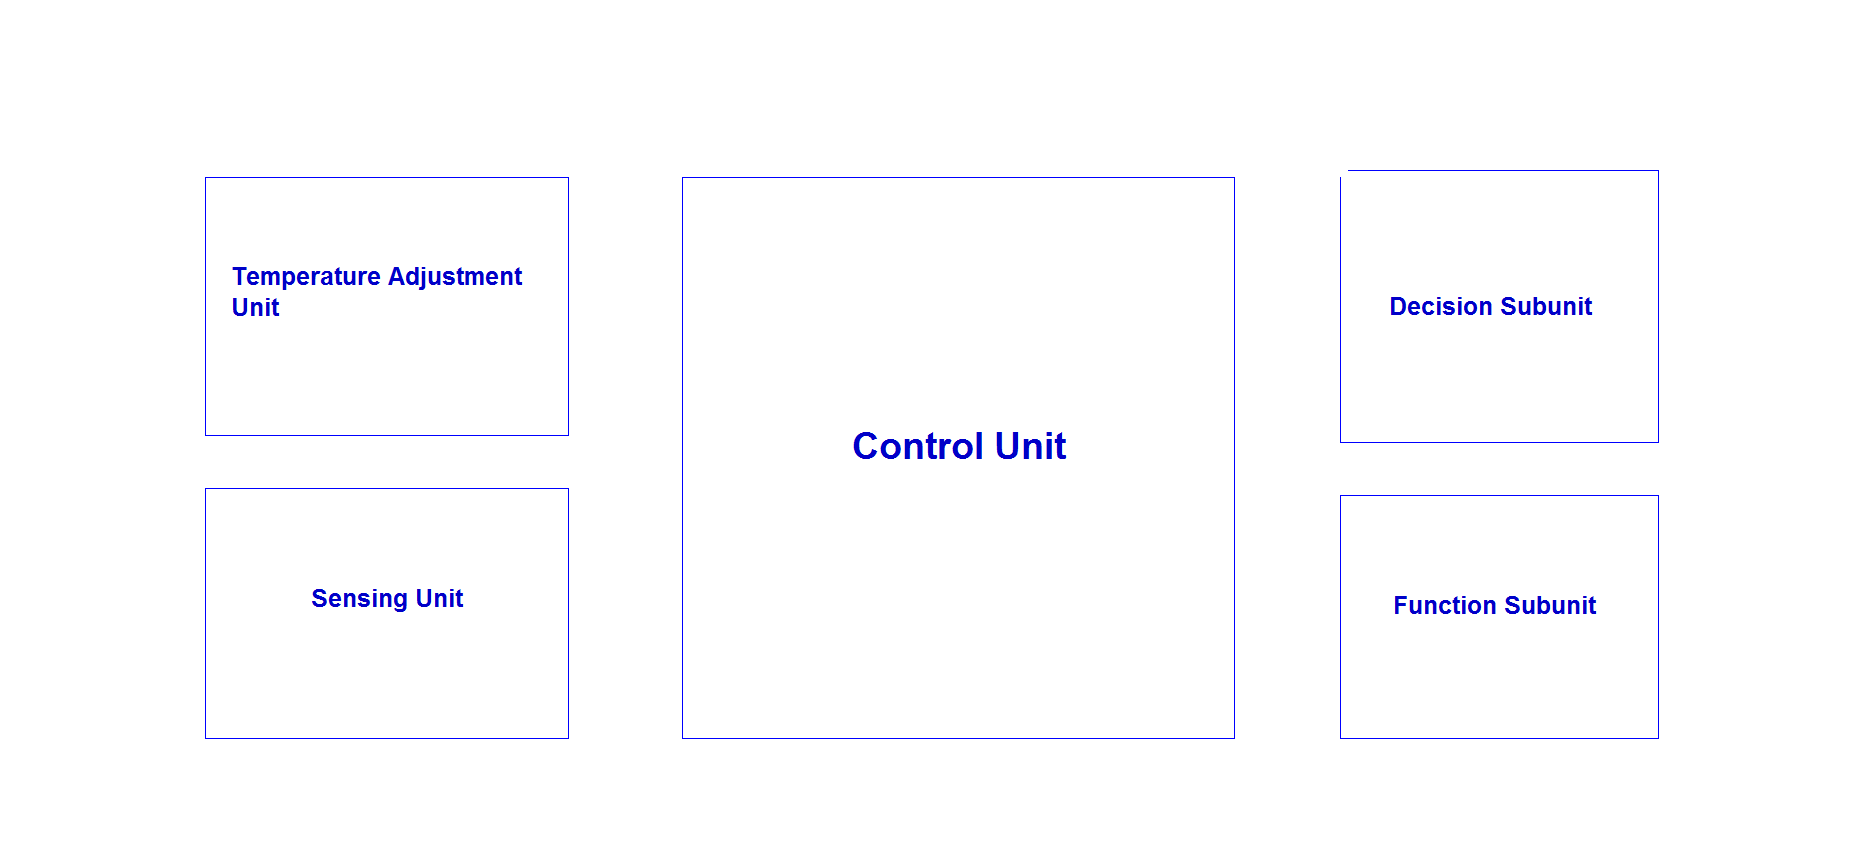 Temperature Adjustment
Unit
Sensing Unit
Control Unit
Decision Subunit
Function Subunit